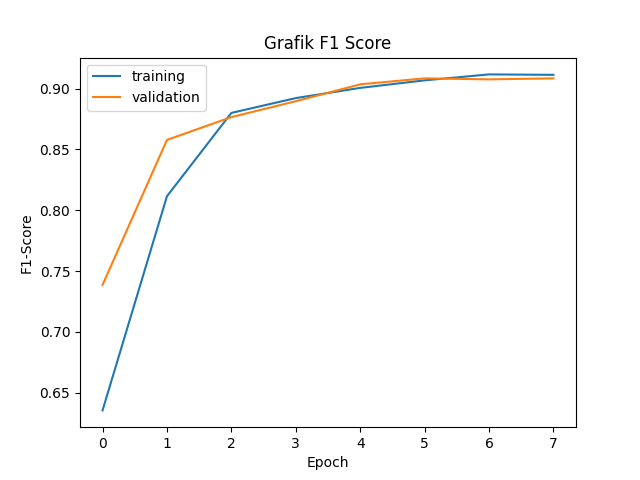 Grafik F1 Score
training
validation
F1-Score
0.90
0.85
0.80
0.75
0.70
0.65
0 1 2 3 4 5 6 7
Epoch